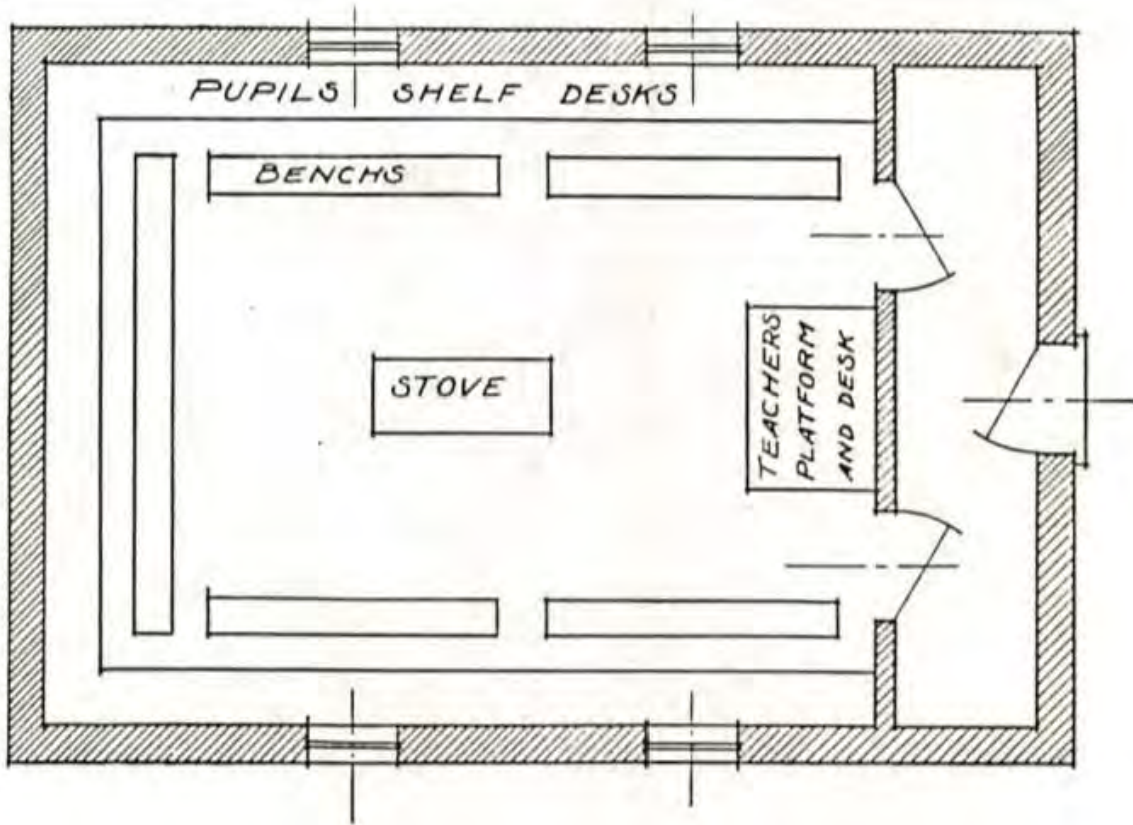 PUPILS SHELF DESKS
BENCHS
STOVE
TEACHERS
PLATFORM
AND DESK